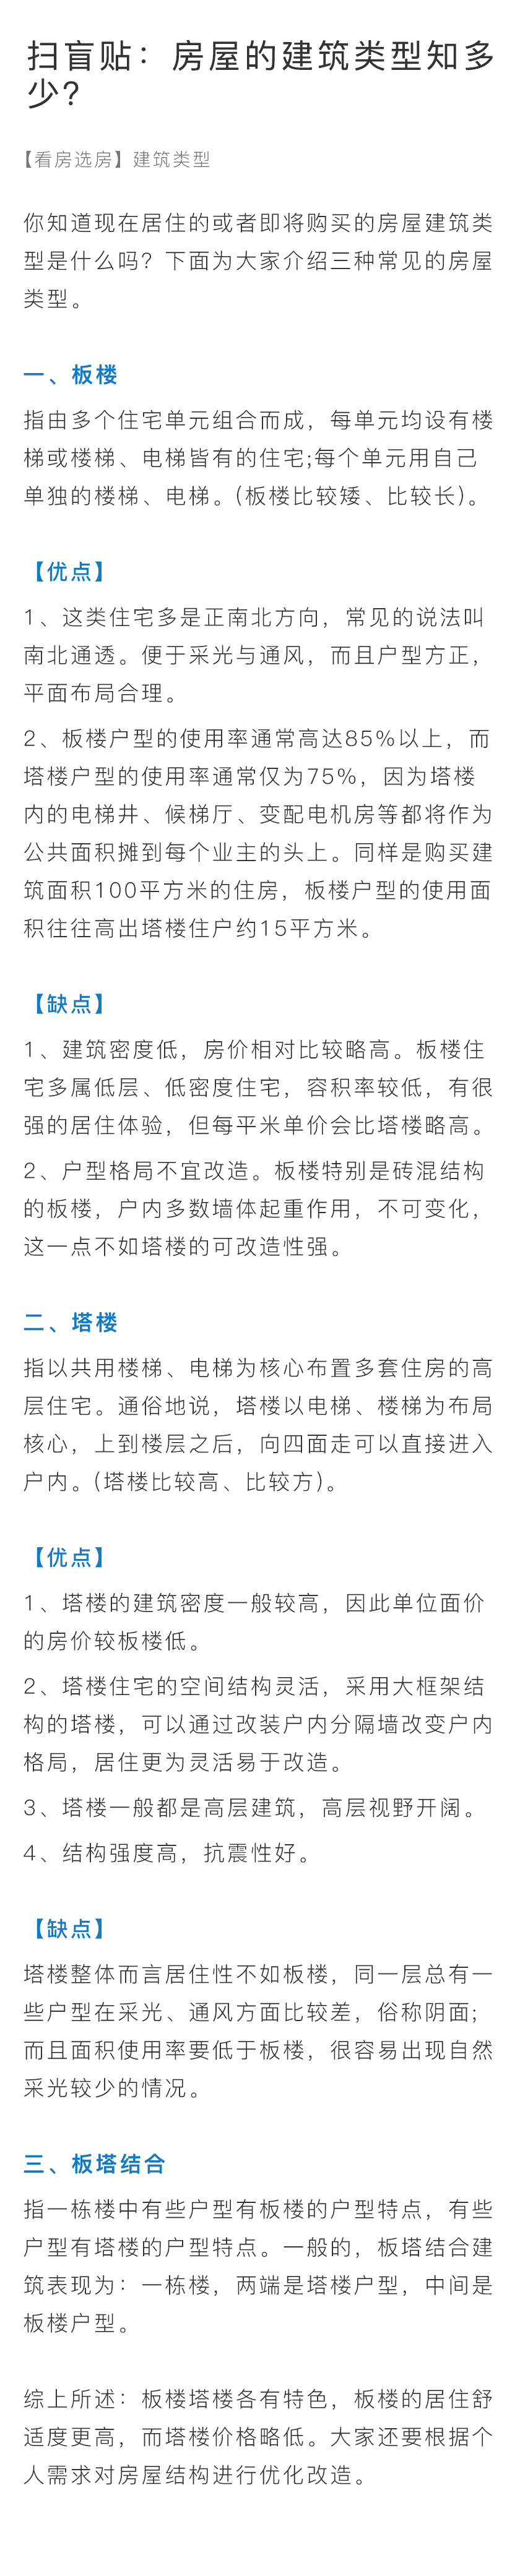 扫盲贴：房屋的建筑类型知多
少？
【看房选房】建筑类型
你知道现在居住的或者即将购买的房屋建筑类
型是什么吗？下面为大家介绍三种常见的房屋
类型。
一、板楼
指由多个住宅单元组合而成，每单元均设有楼
梯或楼梯、电梯皆有的住宅;每个单元用自己
单独的楼梯、电梯。(板楼比较矮、比较长)。
【优点】
1、这类住宅多是正南北方向，常见的说法叫
南北通透。便于采光与通风，而且户型方正，
平面布局合理。
2、板楼户型的使用率通常高达85%以上，而
塔楼户型的使用率通常仅为75%，因为塔楼
内的电梯井、候梯厅、变配电机房等都将作为
公共面积摊到每个业主的头上。同样是购买建
筑面积100平方米的住房，板楼户型的使用面
积往往高出塔楼住户约15平方米。
【缺点】
1、建筑密度低，房价相对比较略高。板楼住
宅多属低层、低密度住宅，容积率较低，有很
强的居住体验，但每平米单价会比塔楼略高。
2、户型格局不宜改造。板楼特别是砖混结构
的板楼，户内多数墙体起重作用，不可变化，
这一点不如塔楼的可改造性强。
二、塔楼
指以共用楼梯、电梯为核心布置多套住房的高
层住宅。通俗地说，塔楼以电梯、楼梯为布局
核心，上到楼层之后，向四面走可以直接进入
户内。(塔楼比较高、比较方)。
【优点】
1、塔楼的建筑密度一般较高，因此单位面价
的房价较板楼低。
2、塔楼住宅的空间结构灵活，采用大框架结
构的塔楼，可以通过改装户内分隔墙改变户内
格局，居住更为灵活易于改造。
3、塔楼一般都是高层建筑，高层视野开阔。
4、结构强度高，抗震性好。
【缺点】
塔楼整体而言居住性不如板楼，同一层总有一
些户型在采光、通风方面比较差，俗称阴面；
而且面积使用率要低于板楼，很容易出现自然
采光较少的情况。
三、板塔结合
指一栋楼中有些户型有板楼的户型特点，有些
户型有塔楼的户型特点。一般的，板塔结合建
筑表现为：一栋楼，两端是塔楼户型，中间是
板楼户型。
综上所述：板楼塔楼各有特色，板楼的居住舒
适度更高，而塔楼价格略低。大家还要根据个
人需求对房屋结构进行优化改造。